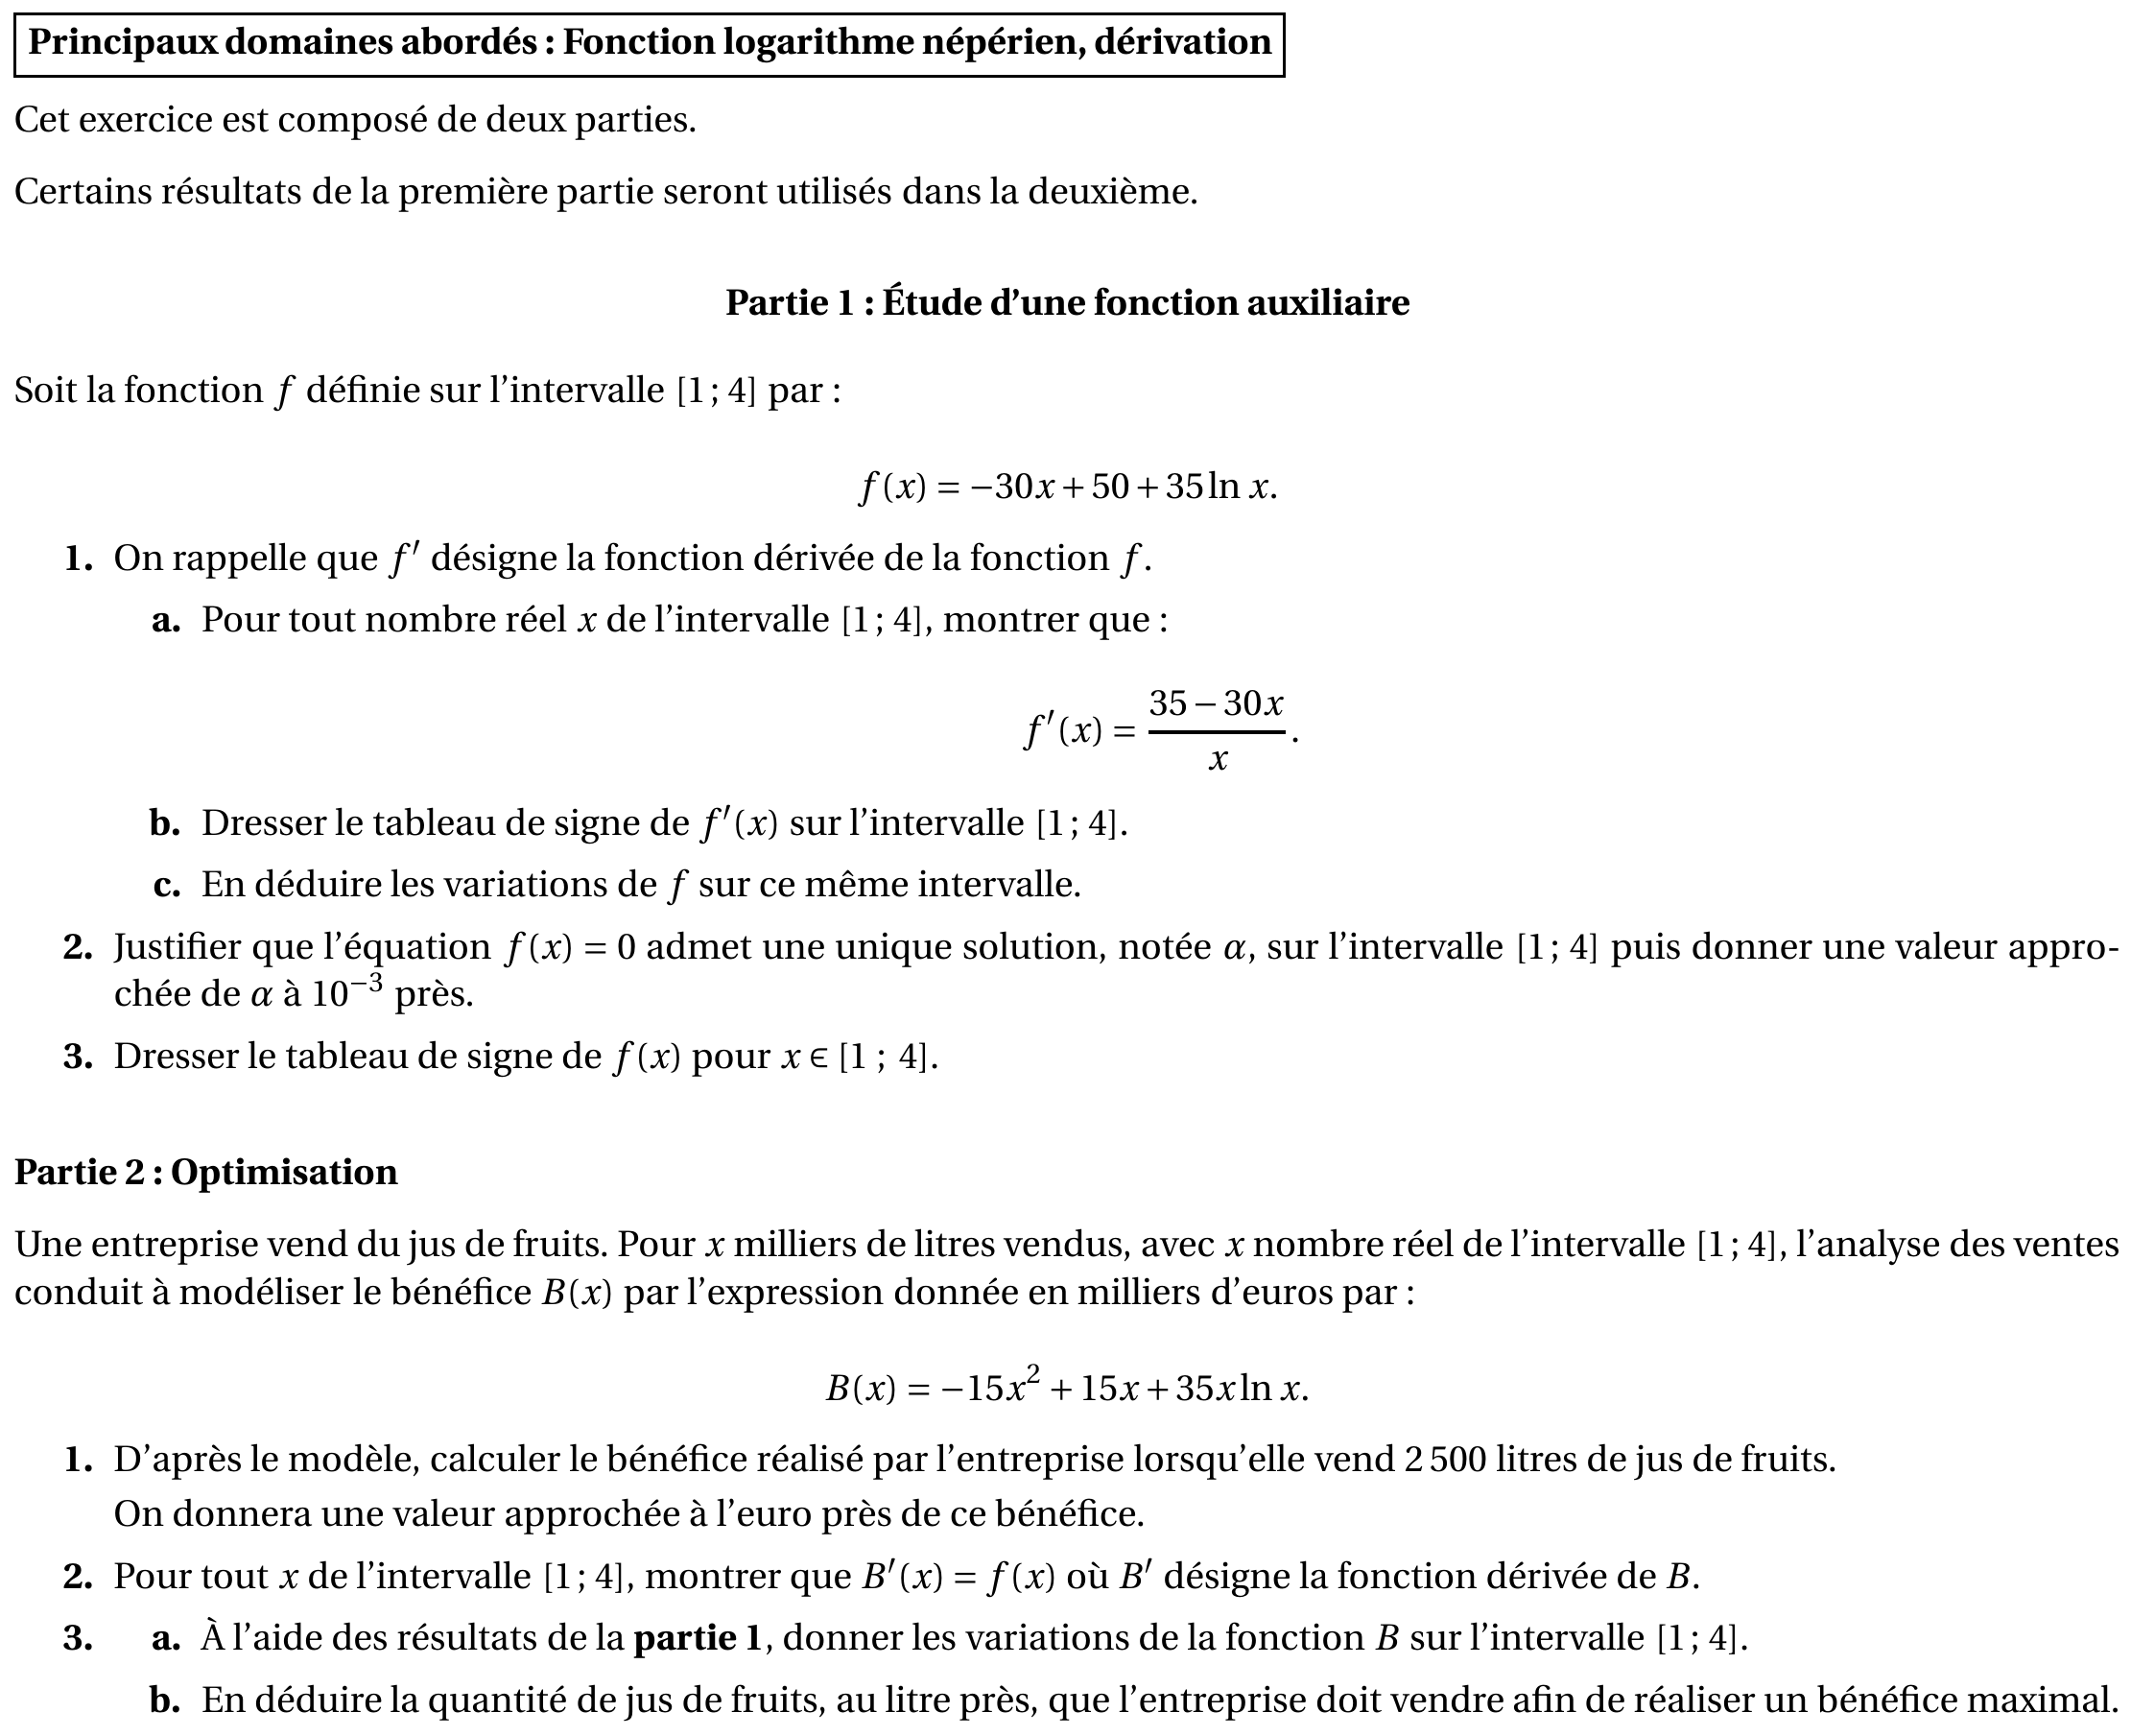 Principaux domaines abordés : Fonction logarithme népérien, dérivation
Cet exercice est composé de deux parties.
Certains résultats de la première partie seront utilisés dans la deuxième.
Partie 1 : Étude d’une fonction auxiliaire
Soit la fonction f définie sur l’intervalle [1 ; 4] par :
f(x) = −30x + 50 + 35 ln x.
1. On rappelle que f′ désigne la fonction dérivée de la fonction f.
a. Pour tout nombre réel x de l’intervalle [1 ; 4], montrer que :
f′(x) = \frac{35 − 30x}{x}.
b. Dresser le tableau de signe de f′(x) sur l’intervalle [1 ; 4].
c. En déduire les variations de f sur ce même intervalle.
2. Justifier que l’équation f(x) = 0 admet une unique solution, notée α, sur l’intervalle [1 ; 4] puis donner une valeur appro-
chée de α à 10⁻³ près.
3. Dresser le tableau de signe de f(x) pour x ∈ [1 ; 4].
Partie 2 : Optimisation
Une entreprise vend du jus de fruits. Pour x milliers de litres vendus, avec x nombre réel de l’intervalle [1 ; 4], l’analyse des ventes
conduit à modéliser le bénéfice B(x) par l’expression donnée en milliers d’euros par :
B(x) = −15x² + 15x + 35x ln x.
1. D’après le modèle, calculer le bénéfice réalisé par l’entreprise lorsqu’elle vend 2 500 litres de jus de fruits.
On donnera une valeur approchée à l’euro près de ce bénéfice.
2. Pour tout x de l’intervalle [1 ; 4], montrer que B′(x) = f(x) où B′ désigne la fonction dérivée de B.
3. a. À l’aide des résultats de la partie 1, donner les variations de la fonction B sur l’intervalle [1 ; 4].
b. En déduire la quantité de jus de fruits, au litre près, que l’entreprise doit vendre afin de réaliser un bénéfice maximal.